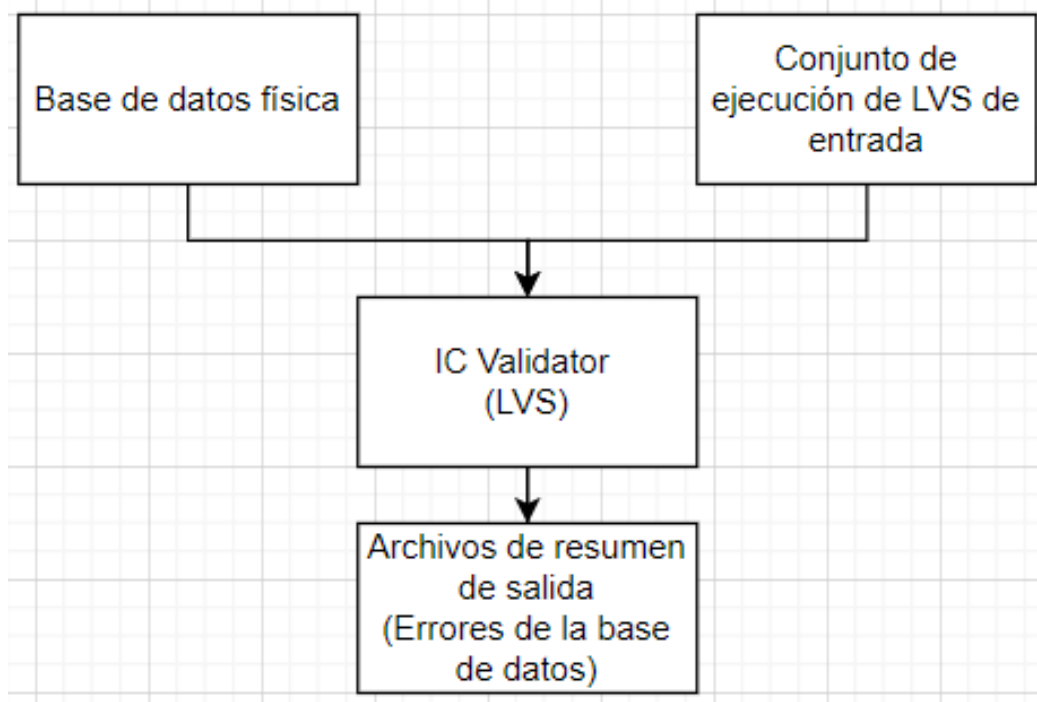 Base de datos física
Conjunto de
ejecución de LVS de
entrada
IC Validator
(LVS)
Archivos de resumen
de salida
(Errores de la base
de datos)